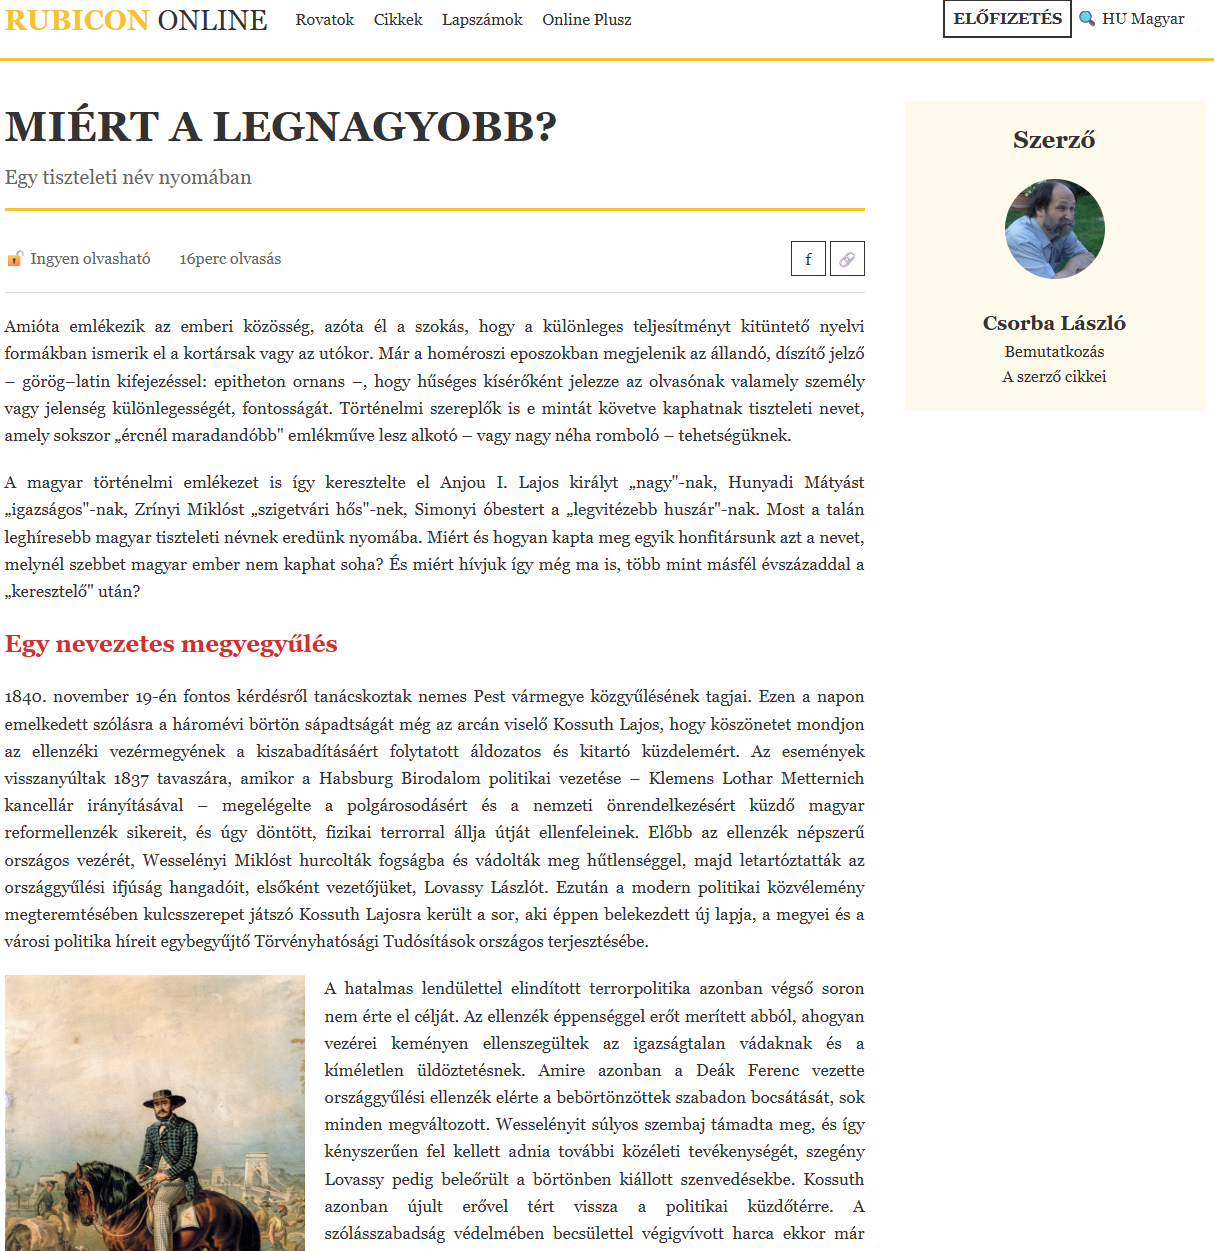 RUBICON ONLINE
Rovatok Cikkek Lapszámok Online Plusz
ELŐFIZETÉS HU Magyar
MIÉRT A LEGNAGYOBB?
Egy tiszteleti név nyomában
Ingyen olvasható 16perc olvasás
f
Szerző
Csorba László
Bemutatkozás
A szerző cikkei
Amióta emlékezik az emberi közösség, azóta él a szokás, hogy a különleges teljesítményt kitüntető nyelvi
formákban ismerik el a kortársak vagy az utókor. Már a homéroszi eposzokban megjelenik az állandó, díszítő jelző
– görög–latin kifejezéssel: epitheton ornans –, hogy hűséges kísérőként jelezze az olvasónak valamely személy
vagy jelenség különlegességét, fontosságát. Történelmi szereplők is e mintát követve kaphatnak tiszteleti nevet,
amely sokszor „ércnél maradandóbb" emlékműve lesz alkotó – vagy nagy néha romboló – tehetségüknek.
A magyar történelmi emlékezet is így keresztelte el Anjou I. Lajos királyt „nagy"-nak, Hunyadi Mátyást
„igazságos"-nak, Zrínyi Miklóst „szigetvári hős"-nek, Simonyi óbestert a „legvitézebb huszár"-nak. Most a talán
leghíresebb magyar tiszteleti névnek eredünk nyomába. Miért és hogyan kapta meg egyik honfitársunk azt a nevet,
melynél szebbet magyar ember nem kaphat soha? És miért hívjuk így még ma is, több mint másfél évszázaddal a
„keresztelő" után?
Egy nevezetes megyegyűlés
1840. november 19-én fontos kérdésről tanácskoztak nemes Pest vármegye közgyűlésének tagjai. Ezen a napon
emelkedett szólásra a háromévi börtön sápadtságát még az arcán viselő Kossuth Lajos, hogy köszönetet mondjon
az ellenzéki vezérmegyének a kiszabadításáért folytatott áldozatos és kitartó küzdelemért. Az események
visszanyúltak 1837 tavaszára, amikor a Habsburg Birodalom politikai vezetése – Klemens Lothar Metternich
kancellár irányításával – megelégelte a polgárosodásért és a nemzeti önrendelkezésért küzdő magyar
reformellenzék sikereit, és úgy döntött, fizikai terrorral állja útját ellenfeleinek. Előbb az ellenzék népszerű
országos vezérét, Wesselényi Miklóst hurcolták fogságba és vádolták meg hűtlenséggel, majd letartóztatták az
országgyűlési ifjúság hangadóit, elsőként vezetőjüket, Lovassy Lászlót. Ezután a modern politikai közvélemény
megteremtésében kulcsszerepet játszó Kossuth Lajosra került a sor, aki éppen belekezdett új lapja, a megyei és a
városi politika híreit egybegyűjtő Törvényhatósági Tudósítások országos terjesztésébe.
A hatalmas lendülettel elindított terrorpolitika azonban végső soron
nem érte el célját. Az ellenzék éppenséggel erőt merített abból, ahogyan
vezérei keményen ellenszegültek az igazságtalan vádaknak és a
kíméletlen üldöztetésnek. Amire azonban a Deák Ferenc vezette
országgyűlési ellenzék elérte a bebörtönzöttek szabadon bocsátását, sok
minden megváltozott. Wesselényit súlyos szembaj támadta meg, és így
kényszerűen fel kellett adnia további közéleti tevékenységét, szegény
Lovassy pedig beleőrült a börtönben kiállott szenvedésekbe. Kossuth
azonban újult erővel tért vissza a politikai küzdőtérre. A
szólásszabadság védelmében becsülettel végigvívott harca ekkor már